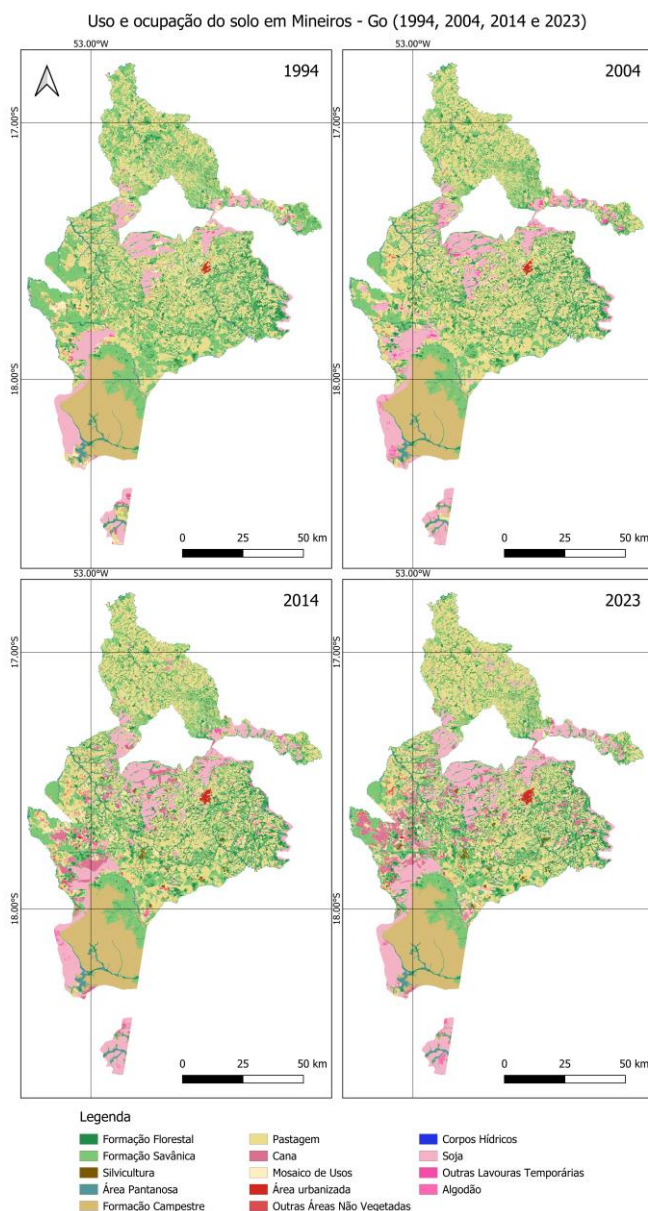 Uso e ocupação do solo em Mineiros - Go (1994, 2004, 2014 e 2023)
53.00°W
53.00°W
1994
2004
17.00°S
17.00°S
18.00°S
18.00°S
0 25 50 km
0 25 50 km
53.00°W
53.00°W
2014
2023
17.00°S
17.00°S
18.00°S
18.00°S
0 25 50 km
0 25 50 km
Legenda
Formação Florestal
Formação Savânica
Silvicultura
Área Pantanosa
Formação Campestre
Pastagem
Cana
Mosaico de Usos
Área urbanizada
Outras Áreas Não Vegetadas
Corpos Hídricos
Soja
Outras Lavouras Temporárias
Algodão